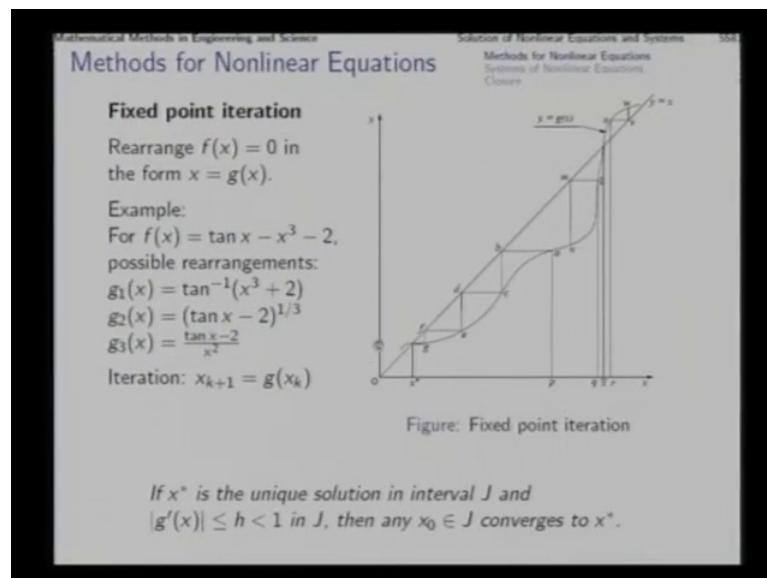 Mathematical Methods in Engineering and Science
Solution of Nonlinear Equations and Systems
Methods for Nonlinear Equations
Methods for Nonlinear Equations
Systems of Nonlinear Equations
Closure
Fixed point iteration
Rearrange f(x) = 0 in
the form x = g(x).
Example:
For f(x) = tan x − x³ − 2,
possible rearrangements:
g₁(x) = tan⁻¹(x³ + 2)
g₂(x) = (tan x − 2)^{1/3}
g₃(x) = \frac{tan x−2}{x²}
Iteration: xₖ₊₁ = g(xₖ)
y = g(x)
y = x
Figure: Fixed point iteration
If x* is the unique solution in interval J and
|g′(x)| ≤ h < 1 in J, then any x₀ ∈ J converges to x*.